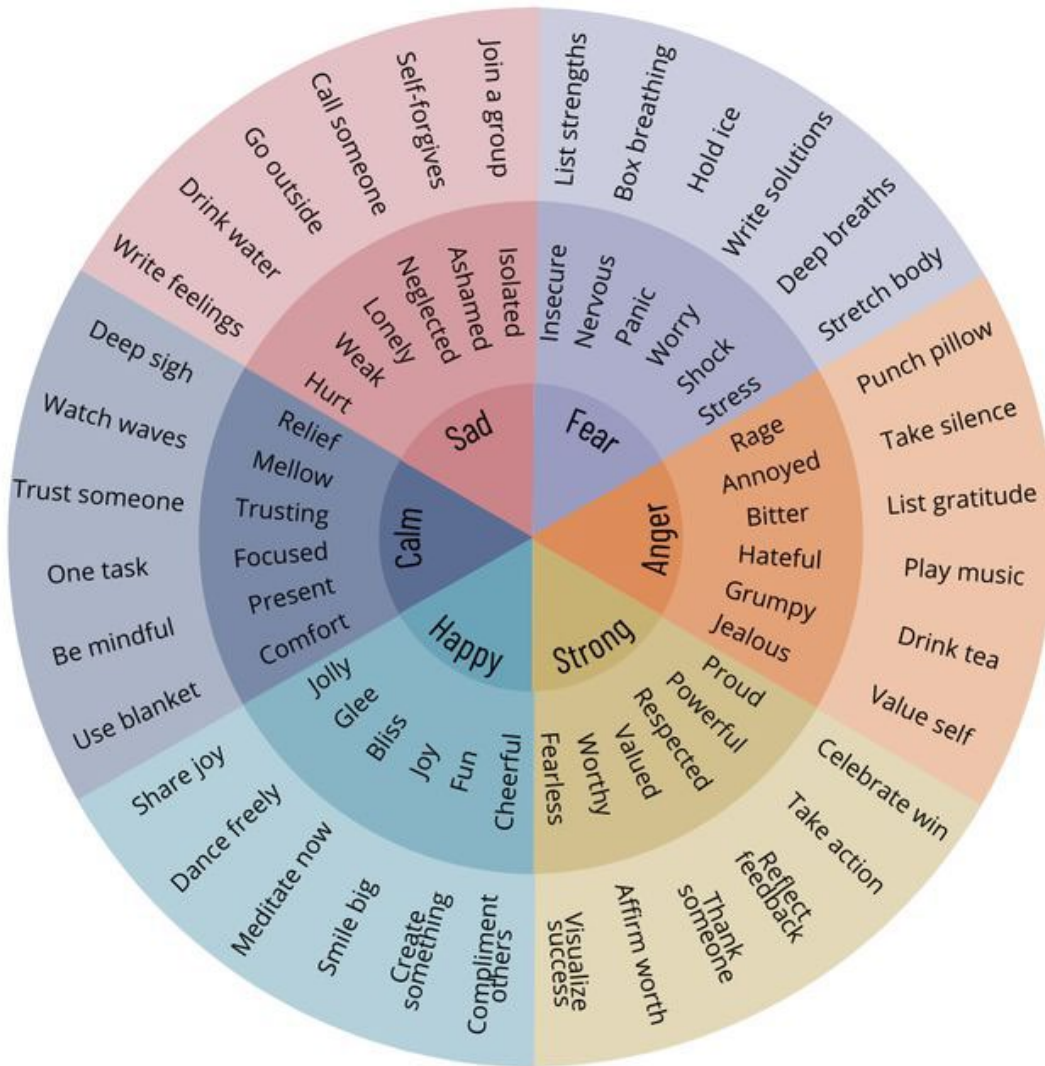 Sad
Fear
Anger
Strong
Happy
Calm
Hurt
Weak
Lonely
Neglected
Ashamed
Isolated
Insecure
Nervous
Panic
Worry
Shock
Stress
Rage
Annoyed
Bitter
Hateful
Grumpy
Jealous
Proud
Powerful
Respected
Valued
Worthy
Fearless
Cheerful
Fun
Joy
Bliss
Glee
Jolly
Comfort
Present
Focused
Trusting
Mellow
Relief
Write feelings
Drink water
Go outside
Call someone
Self-forgives
Join a group
List strengths
Box breathing
Hold ice
Write solutions
Deep breaths
Stretch body
Punch pillow
Take silence
List gratitude
Play music
Drink tea
Value self
Celebrate win
Take action
Reflect
feedback
Thank
someone
Affirm worth
Visualize
success
Compliment
others
Create
something
Smile big
Meditate now
Dance freely
Share joy
Use blanket
Be mindful
One task
Trust someone
Watch waves
Deep sigh